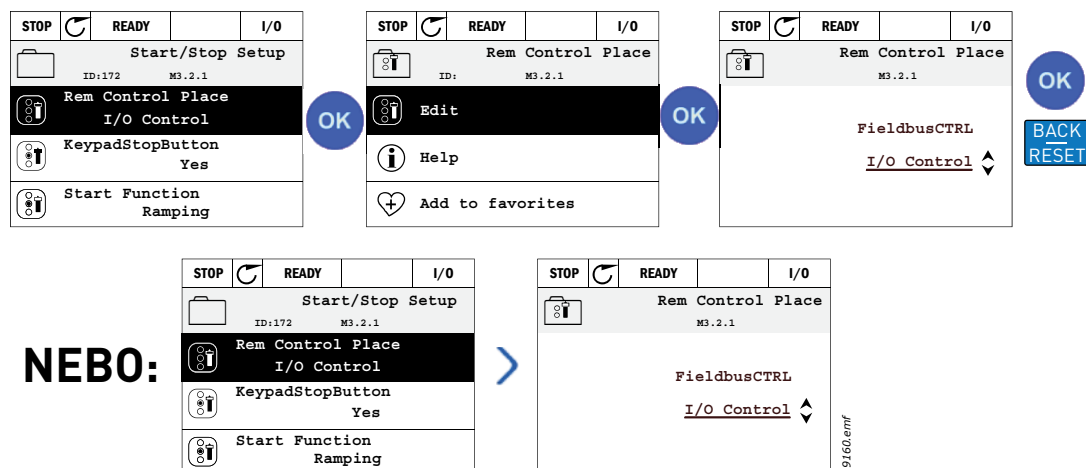 STOP READY I/O
Start/Stop Setup
ID:172 M3.2.1
Rem Control Place
I/O Control
KeypadStopButton
Yes
Start Function
Ramping
OK
STOP READY I/O
Rem Control Place
ID: M3.2.1
Edit
Help
Add to favorites
OK
STOP READY I/O
Rem Control Place
M3.2.1
FieldbusCTRL
I/O Control
OK
BACK
RESET
NEBO:
STOP READY I/O
Start/Stop Setup
ID:172 M3.2.1
Rem Control Place
I/O Control
KeypadStopButton
Yes
Start Function
Ramping
STOP READY I/O
Rem Control Place
M3.2.1
FieldbusCTRL
I/O Control
9160.emf